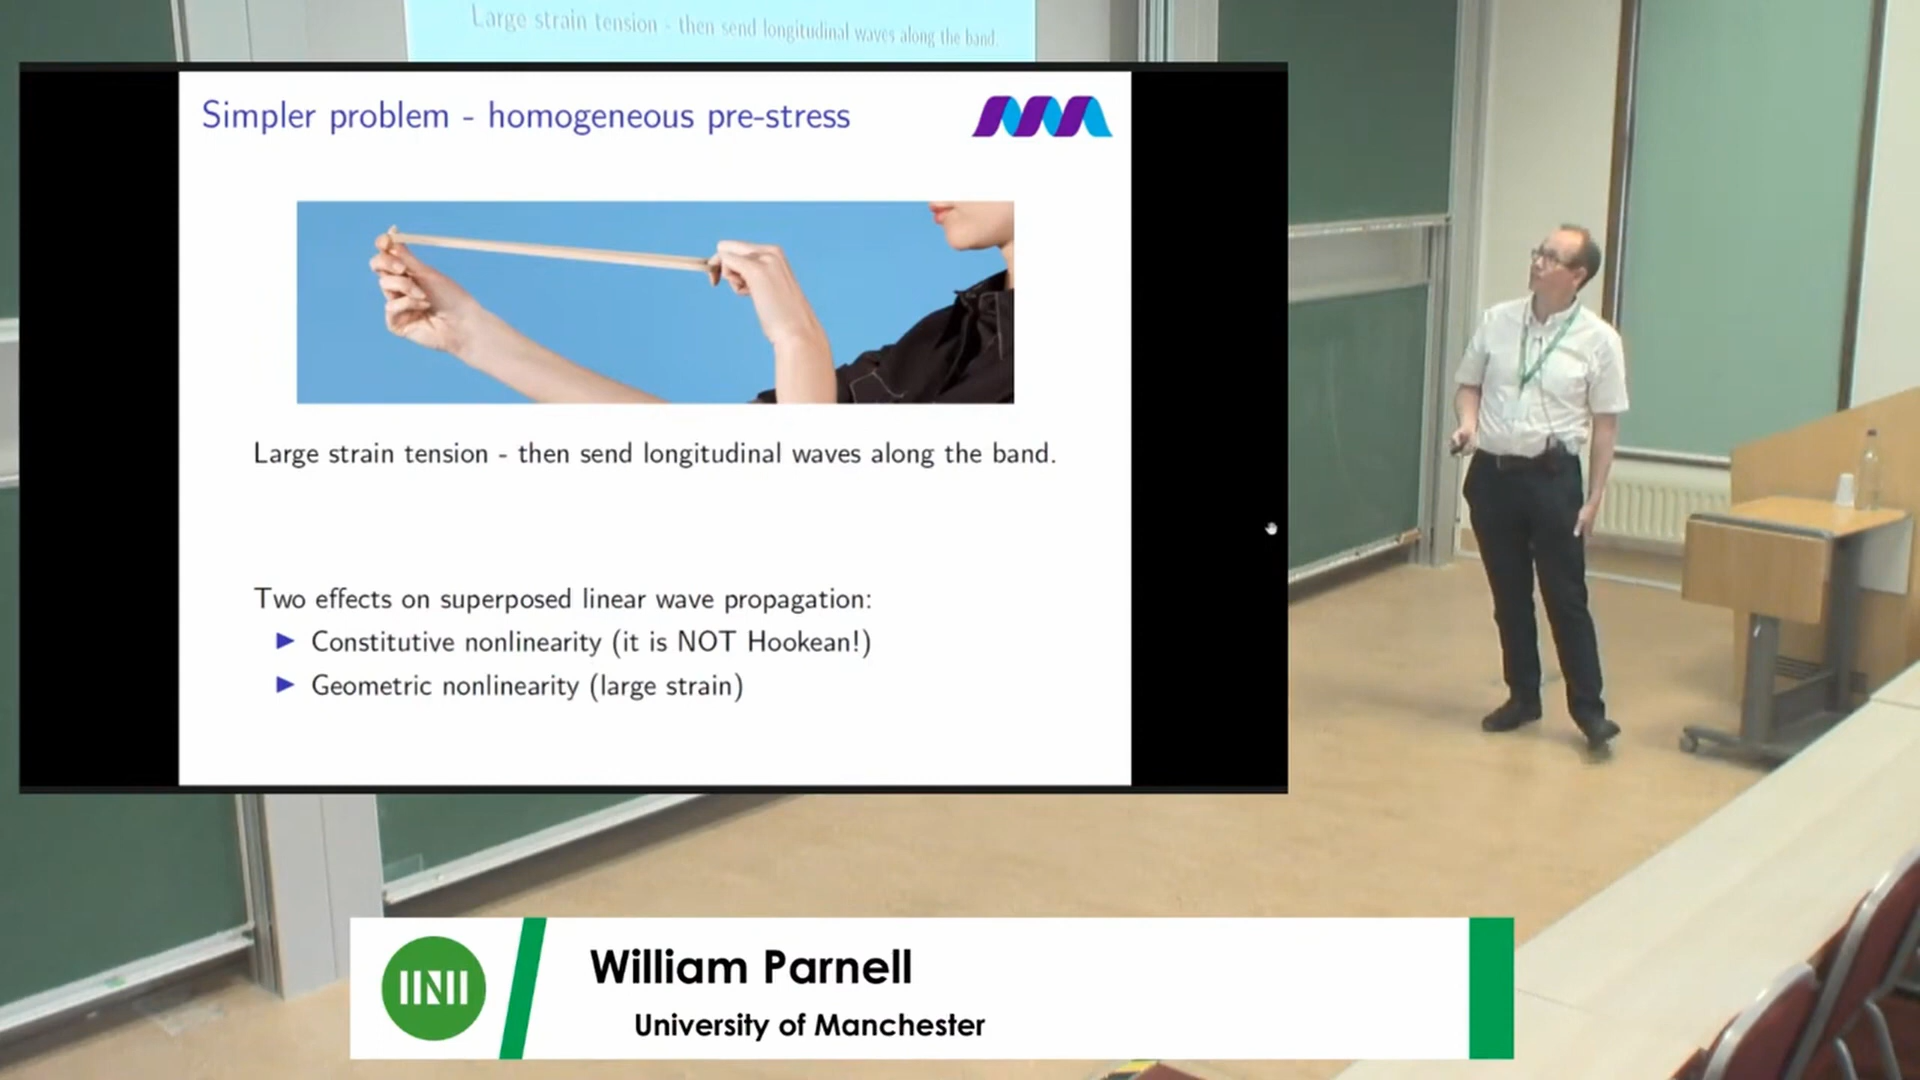 Large strain tension - then send longitudinal waves along the band.
Simpler problem - homogeneous pre-stress
Large strain tension - then send longitudinal waves along the band.
Two effects on superposed linear wave propagation:
► Constitutive nonlinearity (it is NOT Hookean!)
► Geometric nonlinearity (large strain)
William Parnell
University of Manchester